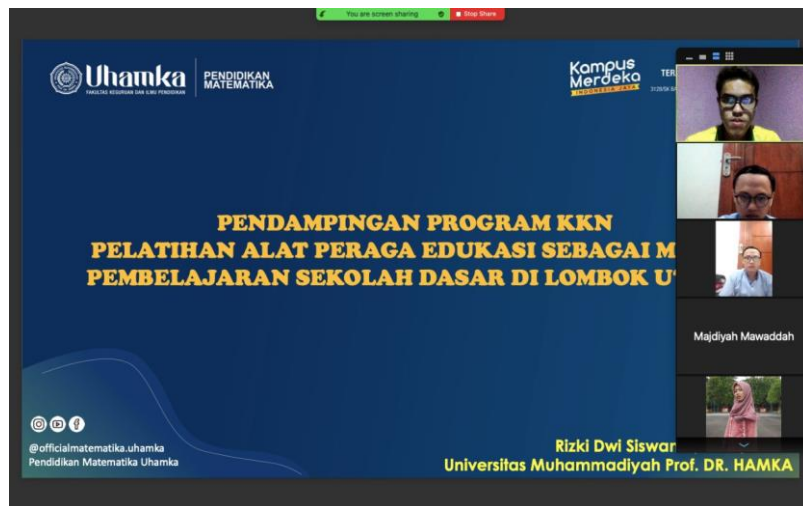 You are screen sharing
Stop Share
Uhamka
FAKULTAS KEGURUAN DAN ILMU PENDIDIKAN
PENDIDIKAN
MATEMATIKA
Kampus
Merdeka
INDONESIA JAYA
PENDAMPINGAN PROGRAM KKN
PELATIHAN ALAT PERAGA EDUKASI SEBAGAI M
PEMBELAJARAN SEKOLAH DASAR DI LOMBOK
Majdiyah Mawaddah
@officialmatematika.uhamka
Pendidikan Matematika Uhamka
Rizki Dwi Siswan
Universitas Muhammadiyah Prof. DR. HAMKA